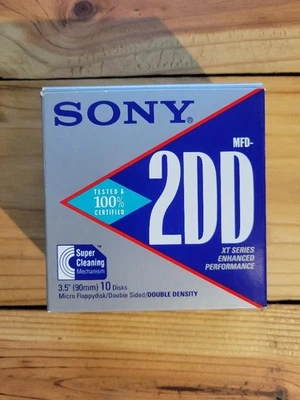 SONY®
MFD-
2DD
TESTED &
100%
CERTIFIED
XT SERIES
ENHANCED
PERFORMANCE
Super
Cleaning
Mechanism
™
3.5" (90mm) 10 Disks
Micro Floppydisk/Double Sided/DOUBLE DENSITY